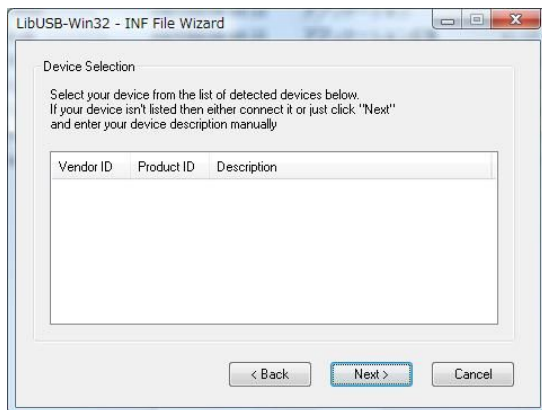 LibUSB-Win32 - INF File Wizard
Device Selection
Select your device from the list of detected devices below.
If your device isn't listed then either connect it or just click "Next"
and enter your device description manually
Vendor ID Product ID Description
< Back Next > Cancel